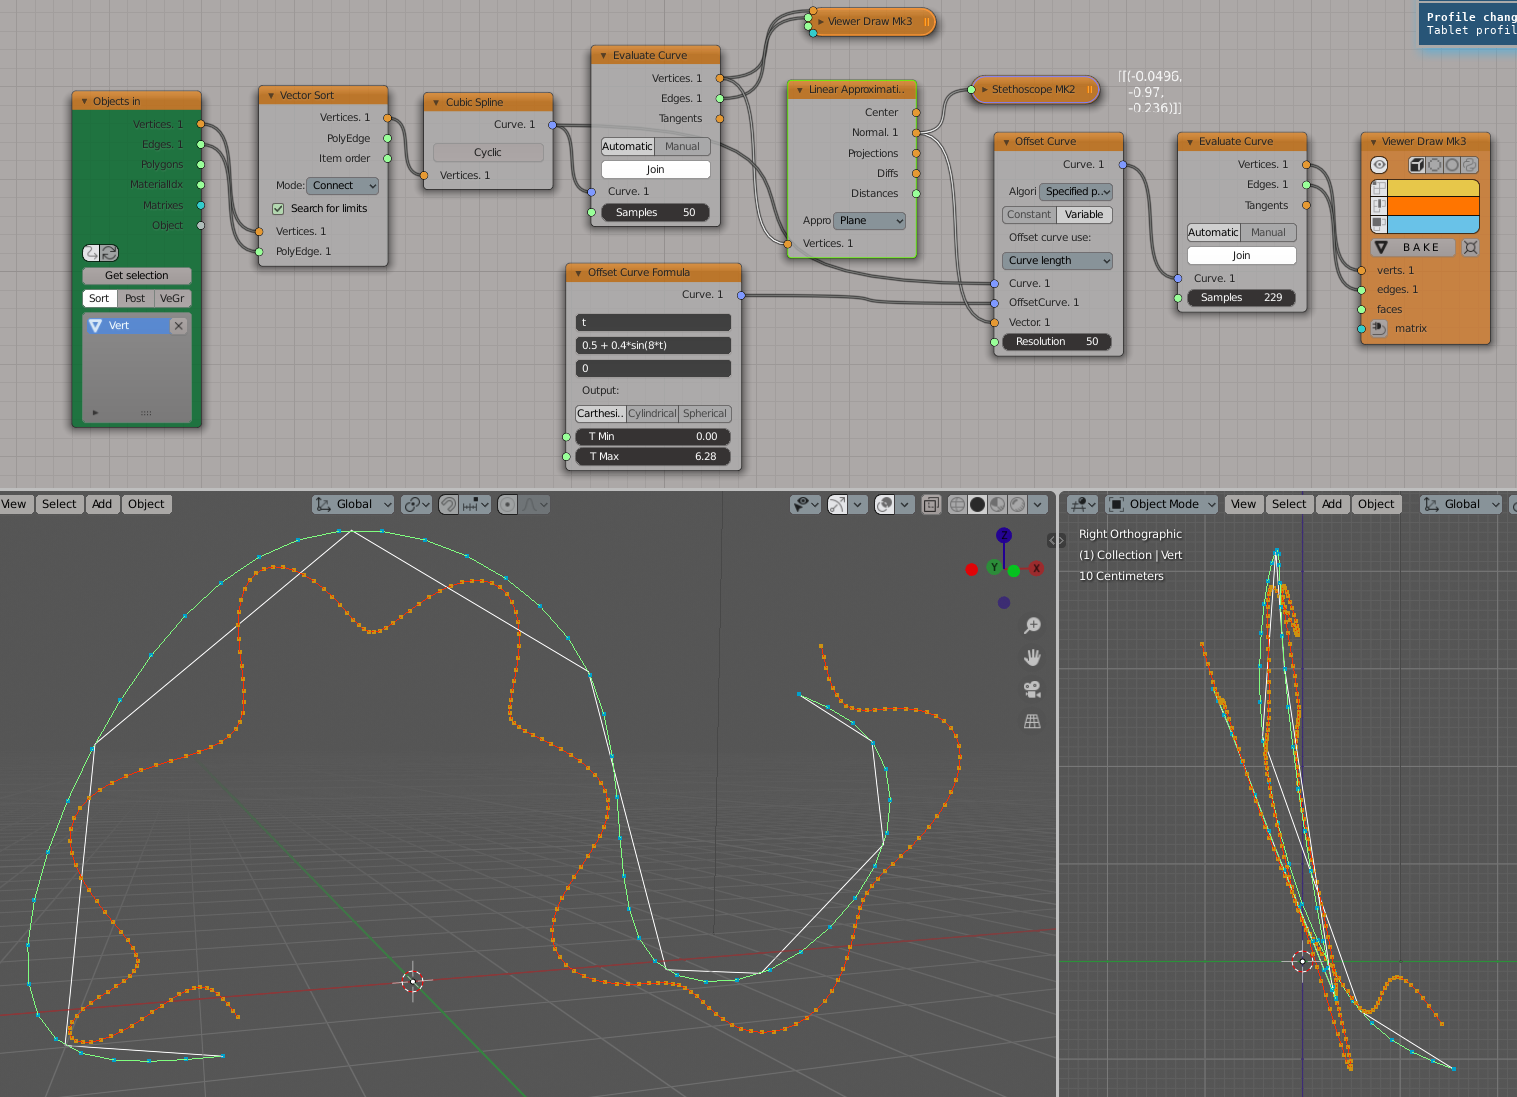 Profile chang
Tablet profil
Viewer Draw Mk3
Evaluate Curve
Vertices. 1
Edges. 1
Tangents
Automatic Manual
Join
Curve. 1
Samples 50
Objects in
Vertices. 1
Edges. 1
Polygons
MaterialIdx
Matrixes
Object
Get selection
Sort Post VeGr
Vert
Vector Sort
Vertices. 1
PolyEdge
Item order
Mode: Connect
Search for limits
Vertices. 1
PolyEdge. 1
Cubic Spline
Curve. 1
Cyclic
Vertices. 1
Linear Approximati..
Center
Normal. 1
Projections
Diffs
Distances
Appro Plane
Vertices. 1
Stethoscope MK2
[[(-0.0496,
-0.97,
-0.236)]]
Offset Curve Formula
Curve. 1
t
0.5 + 0.4*sin(8*t)
0
Output:
Carthesi.. Cylindrical Spherical
T Min 0.00
T Max 6.28
Offset Curve
Curve. 1
Algori Specified p..
Constant Variable
Offset curve use:
Curve length
Curve. 1
OffsetCurve. 1
Vector. 1
Resolution 50
Evaluate Curve
Vertices. 1
Edges. 1
Tangents
Automatic Manual
Join
Curve. 1
Samples 229
Viewer Draw Mk3
BAKE
verts. 1
edges. 1
faces
matrix
View Select Add Object Global
Z
Y X
Object Mode View Select Add Object Global
Right Orthographic
(1) Collection | Vert
10 Centimeters